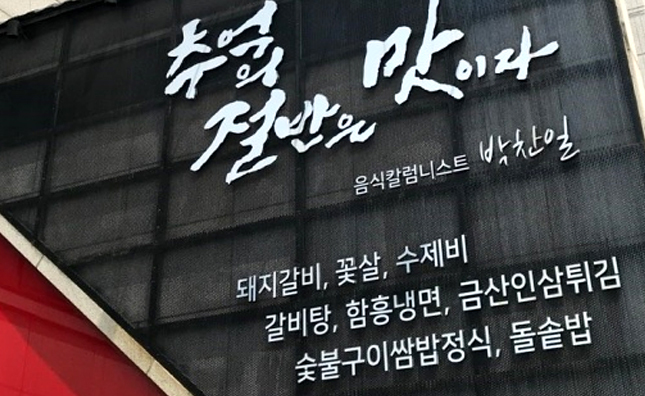 추억의
절반은 맛이다
음식칼럼니스트 박찬일
돼지갈비, 꽃살, 수제비
갈비탕, 함흥냉면, 금산인삼튀김
숯불구이쌈밥정식, 돌솥밥